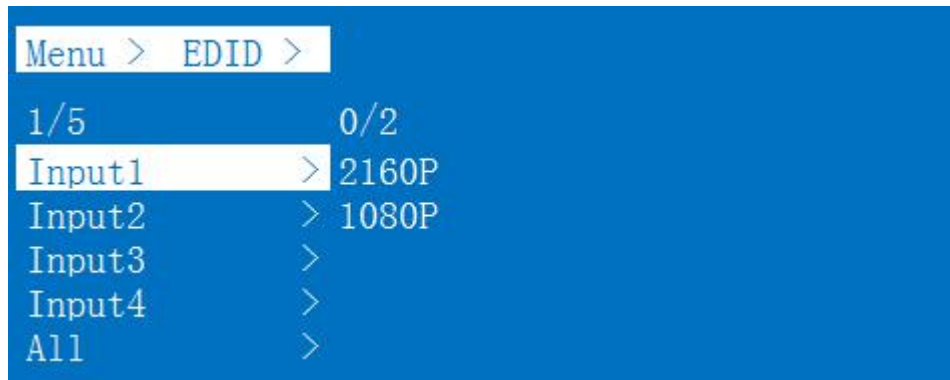 Menu > EDID >
1/5 0/2
Input1 > 2160P
Input2 > 1080P
Input3 >
Input4 >
All >